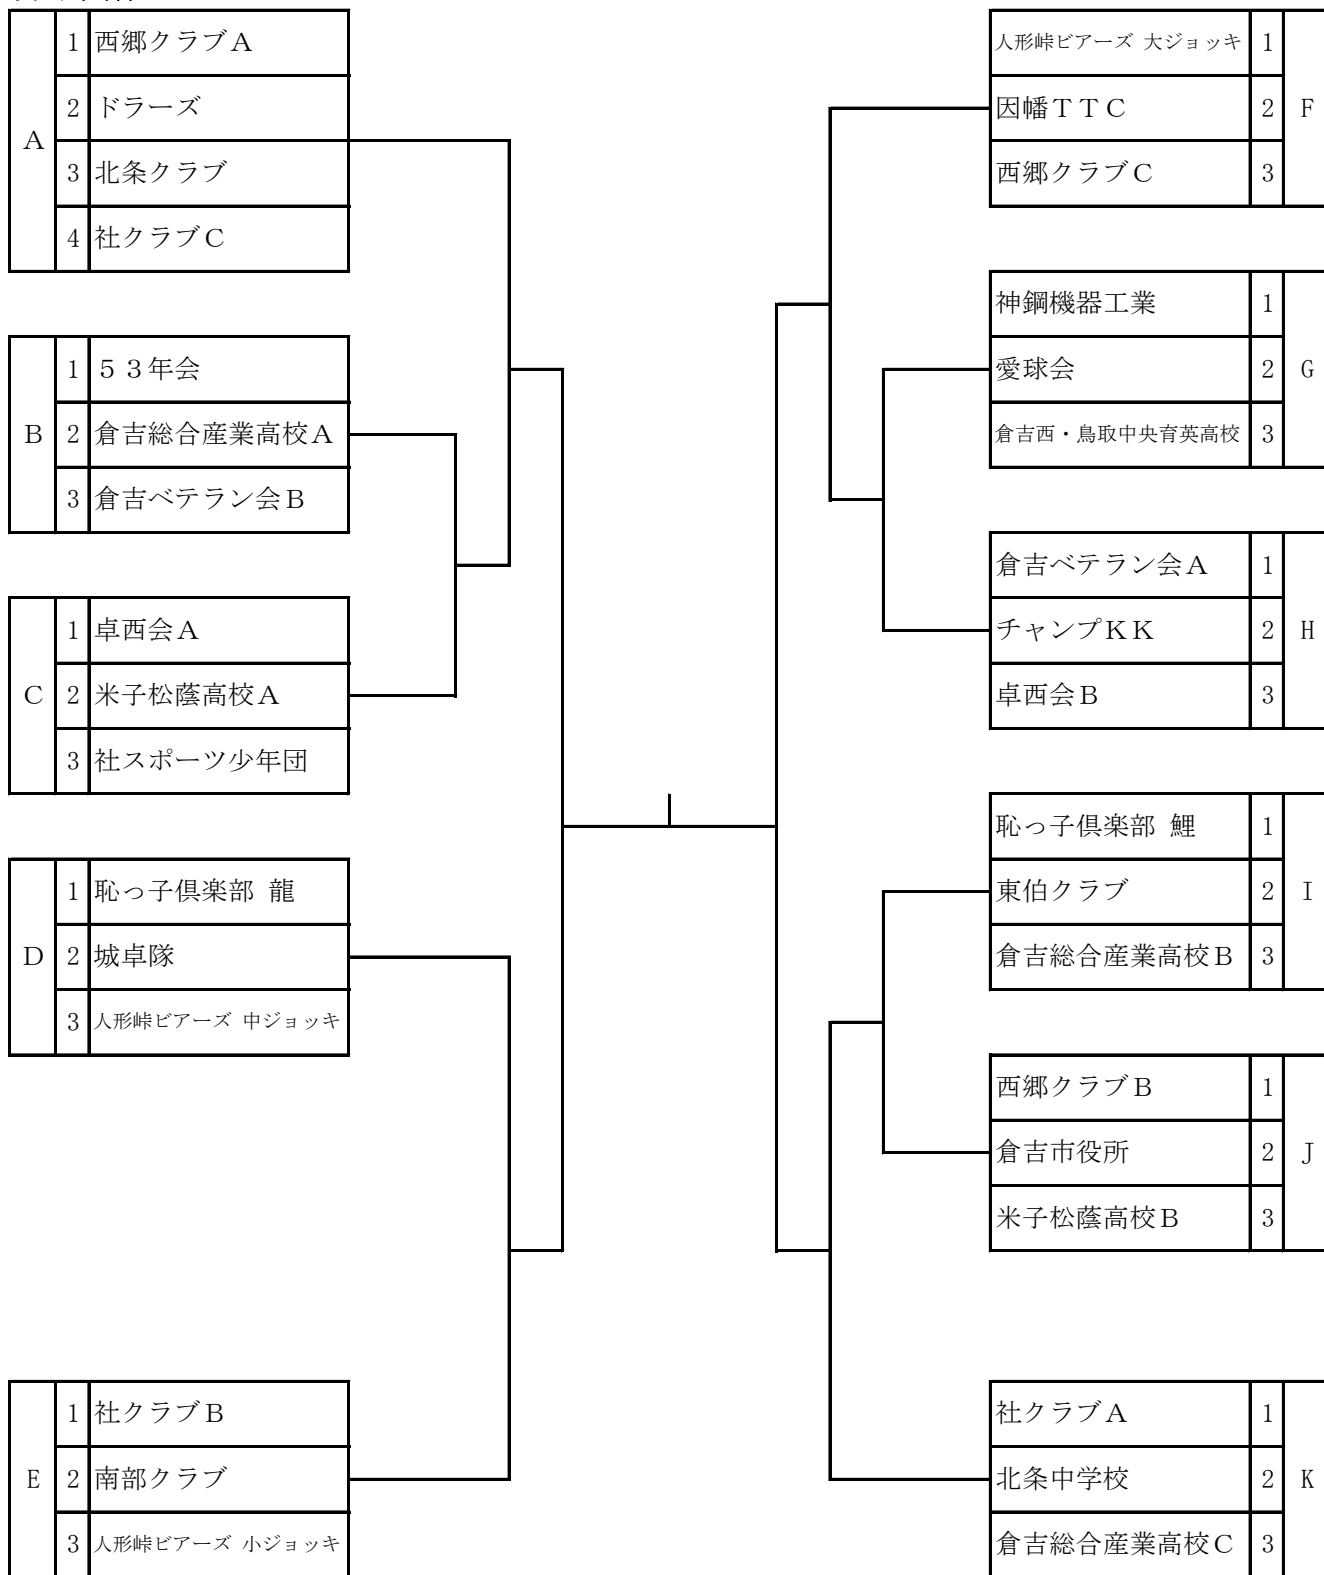 A
1 西郷クラブＡ
2 ドラーズ
3 北条クラブ
4 社クラブＣ
B
1 ５３年会
2 倉吉総合産業高校Ａ
3 倉吉ベテラン会Ｂ
C
1 卓西会Ａ
2 米子松蔭高校Ａ
3 社スポーツ少年団
D
1 恥っ子倶楽部 龍
2 城卓隊
3 人形峠ビアーズ 中ジョッキ
E
1 社クラブＢ
2 南部クラブ
3 人形峠ビアーズ 小ジョッキ
人形峠ビアーズ 大ジョッキ 1
因幡ＴＴＣ 2
西郷クラブＣ 3
F
神鋼機器工業 1
愛球会 2
倉吉西・鳥取中央育英高校 3
G
倉吉ベテラン会Ａ 1
チャンプＫＫ 2
卓西会Ｂ 3
H
恥っ子倶楽部 鯉 1
東伯クラブ 2
倉吉総合産業高校Ｂ 3
I
西郷クラブＢ 1
倉吉市役所 2
米子松蔭高校Ｂ 3
J
社クラブＡ 1
北条中学校 2
倉吉総合産業高校Ｃ 3
K